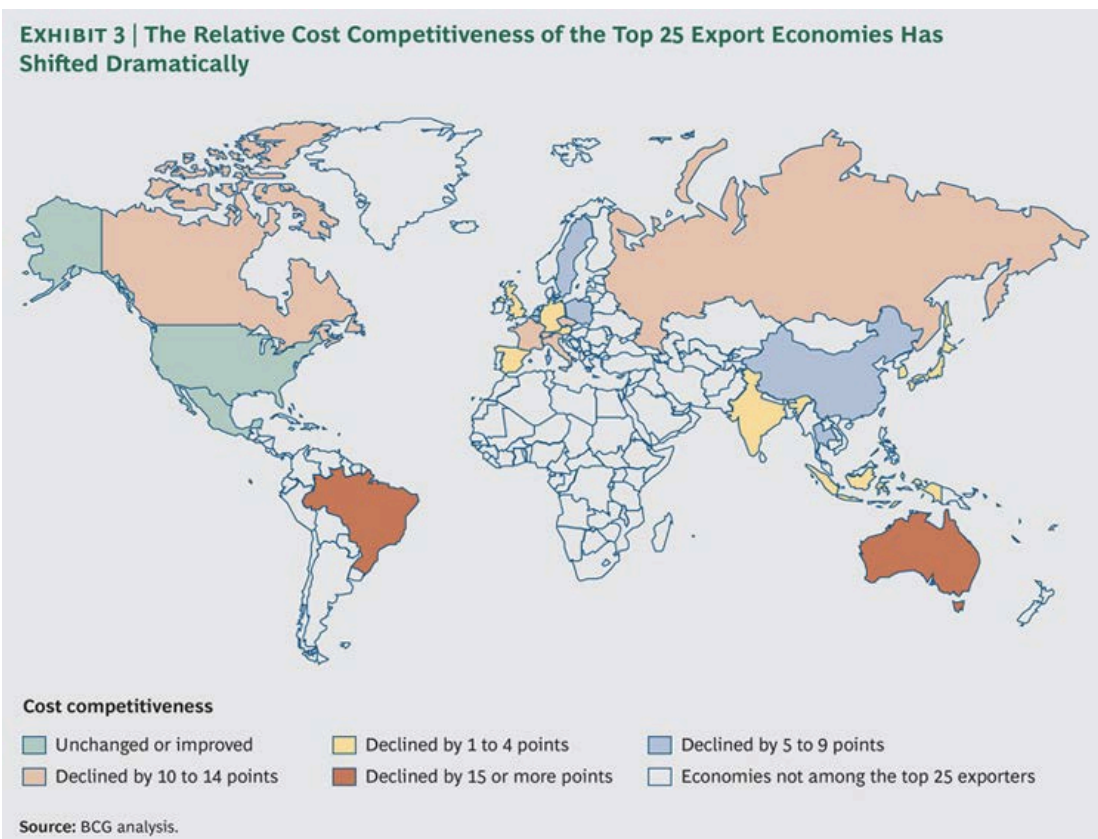 EXHIBIT 3 | The Relative Cost Competitiveness of the Top 25 Export Economies Has
Shifted Dramatically
Cost competitiveness
Unchanged or improved
Declined by 1 to 4 points
Declined by 5 to 9 points
Declined by 10 to 14 points
Declined by 15 or more points
Economies not among the top 25 exporters
Source: BCG analysis.